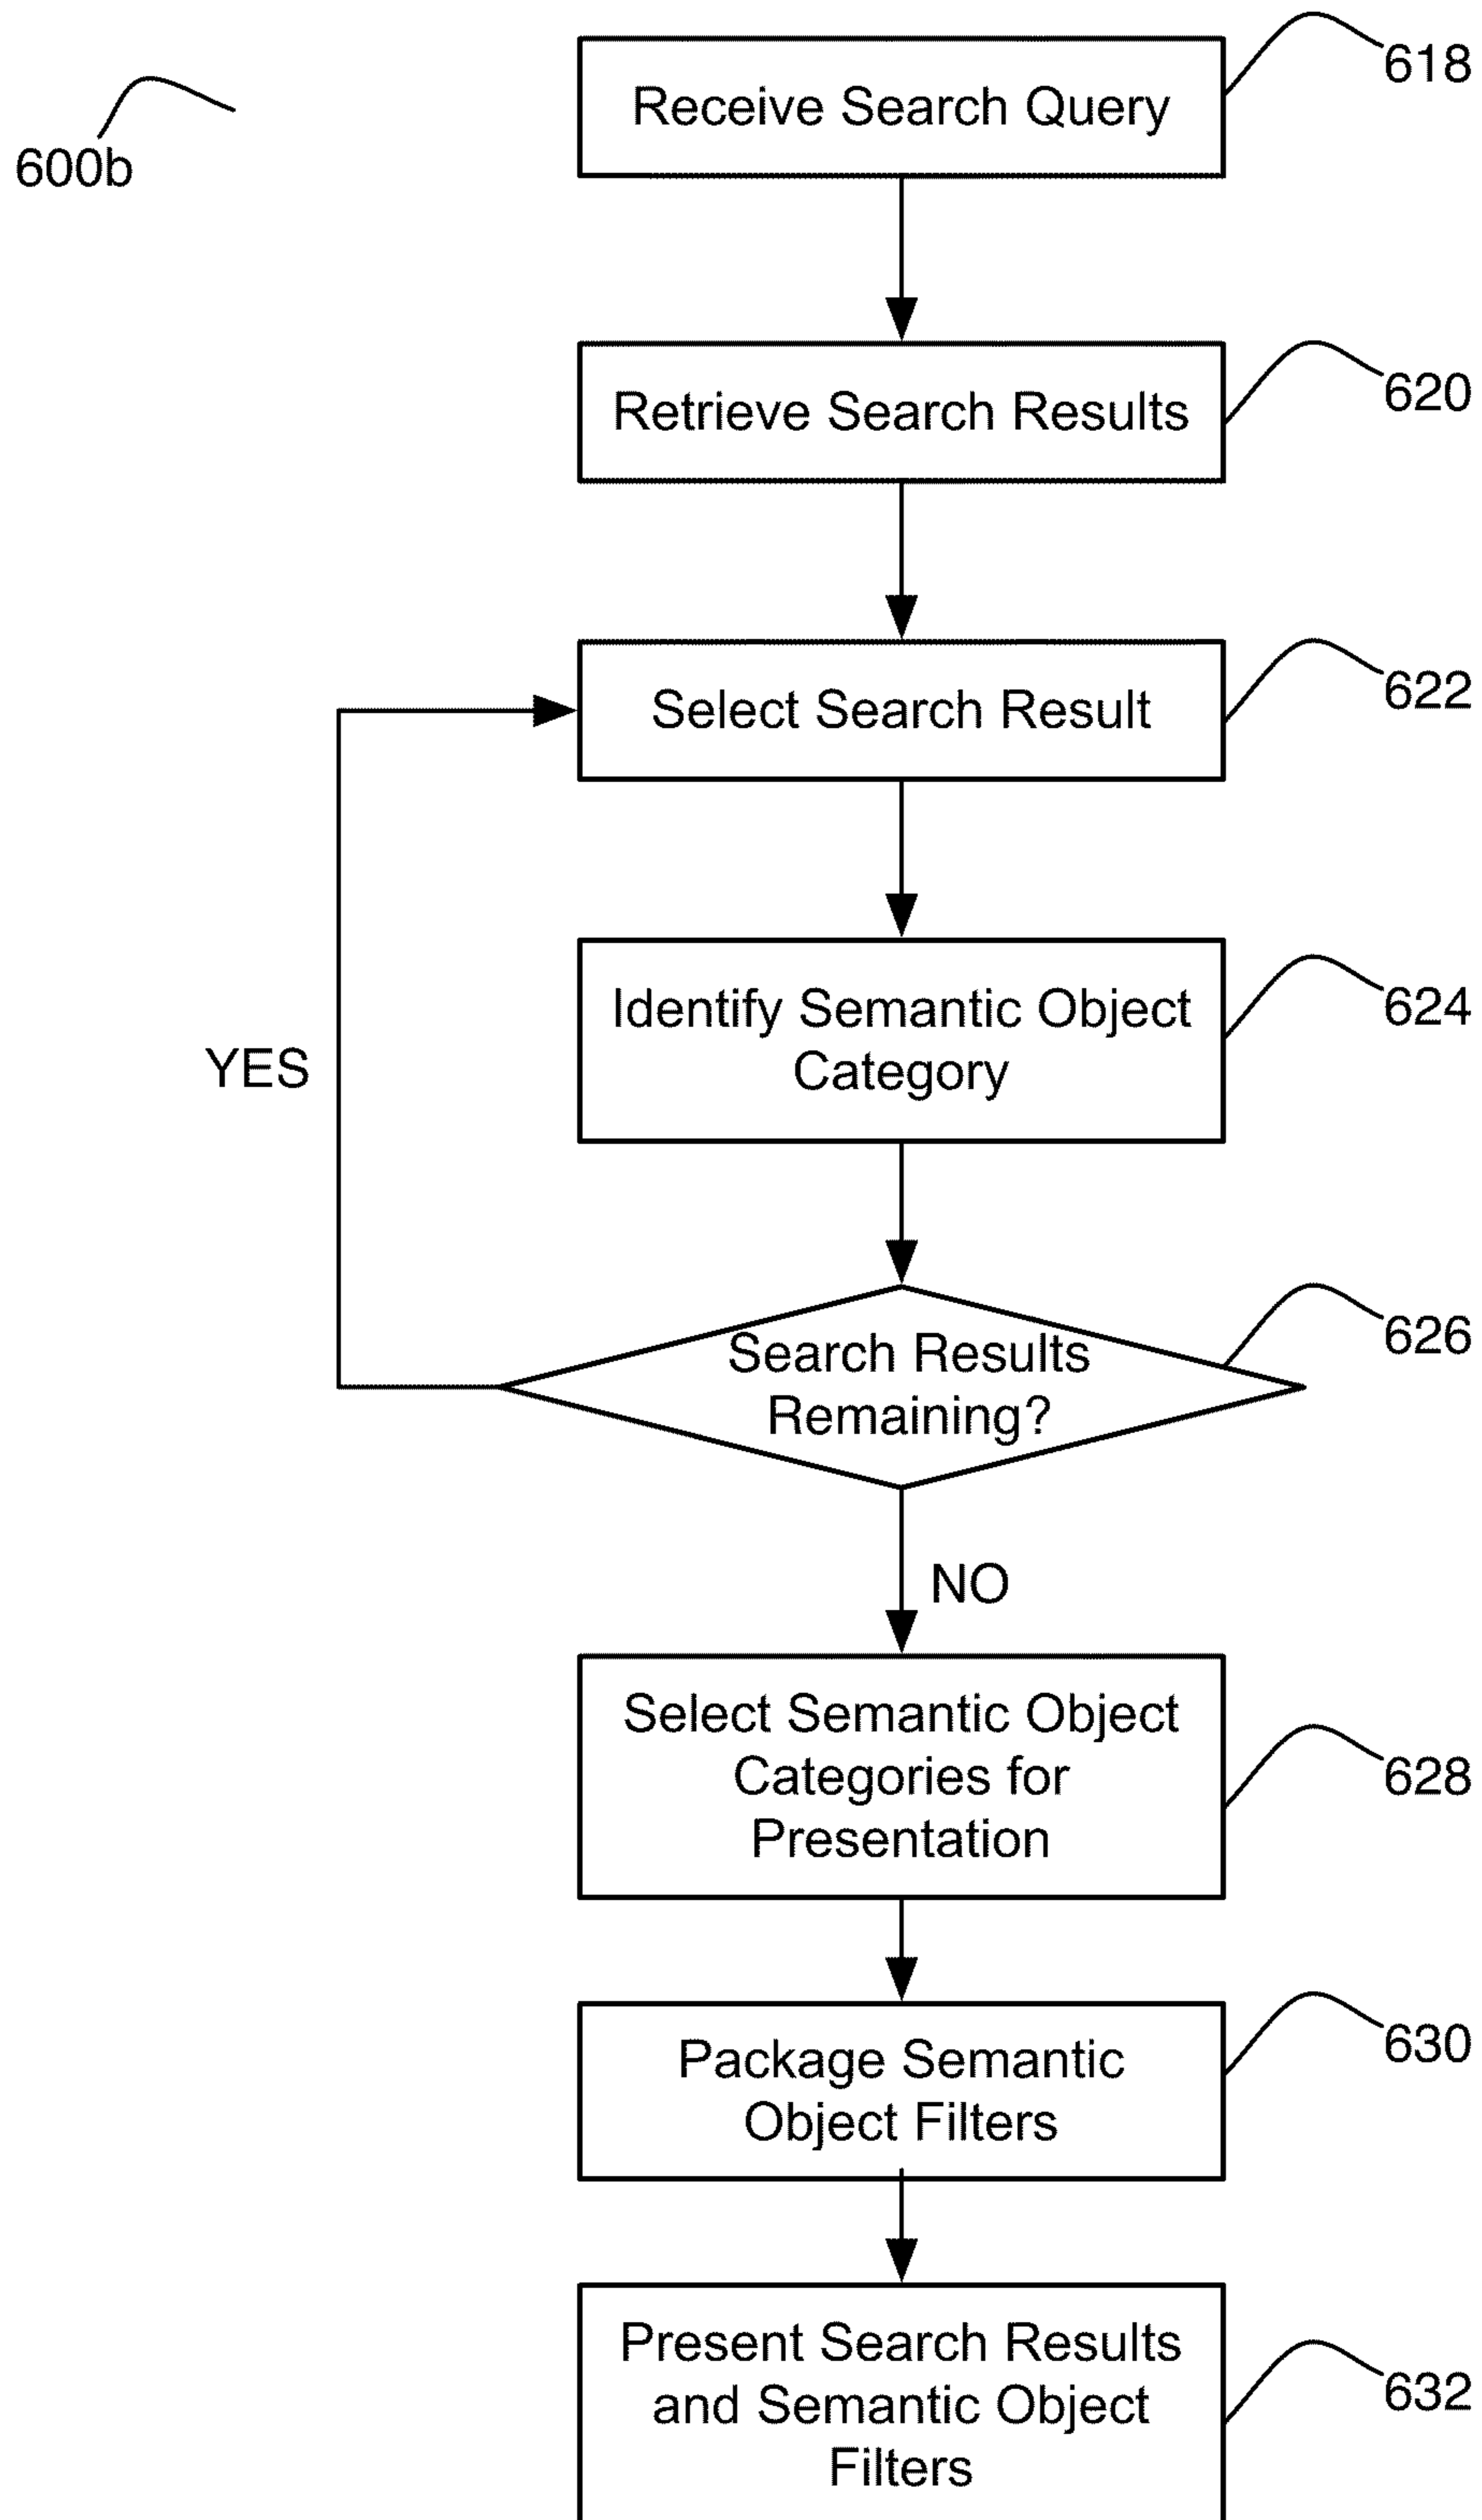 600b
Receive Search Query
618
Retrieve Search Results
620
Select Search Result
622
Identify Semantic Object
Category
624
YES
Search Results
Remaining?
626
NO
Select Semantic Object
Categories for
Presentation
628
Package Semantic
Object Filters
630
Present Search Results
and Semantic Object
Filters
632